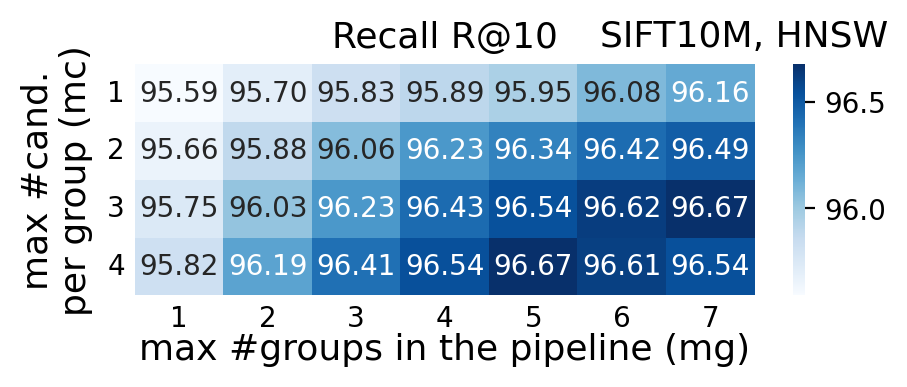 Recall R@10 SIFT10M, HNSW
max #cand.
per group (mc)
1 95.59 95.70 95.83 95.89 95.95 96.08 96.16
2 95.66 95.88 96.06 96.23 96.34 96.42 96.49
3 95.75 96.03 96.23 96.43 96.54 96.62 96.67
4 95.82 96.19 96.41 96.54 96.67 96.61 96.54
1 2 3 4 5 6 7
max #groups in the pipeline (mg)
96.5
96.0